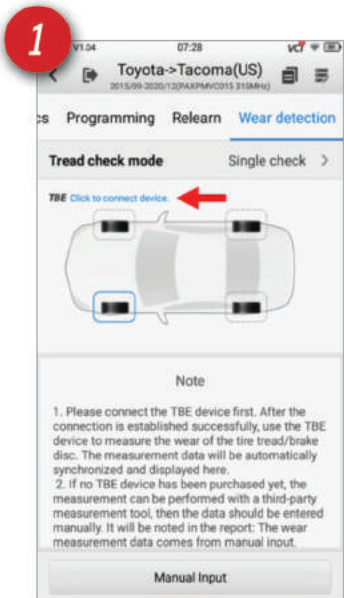 1
V1.04 07:28 VCI
Toyota->Tacoma(US)
2015/09-2020/12(PAXPMVC015 315MHz)
cs Programming Relearn Wear detection
Tread check mode Single check >
TBE Click to connect device.
Note
1. Please connect the TBE device first. After the
connection is established successfully, use the TBE
device to measure the wear of the tire tread/brake
disc. The measurement data will be automatically
synchronized and displayed here.
2. If no TBE device has been purchased yet, the
measurement can be performed with a third-party
measurement tool, then the data should be entered
manually. It will be noted in the report: The wear
measurement data comes from manual input.
Manual Input